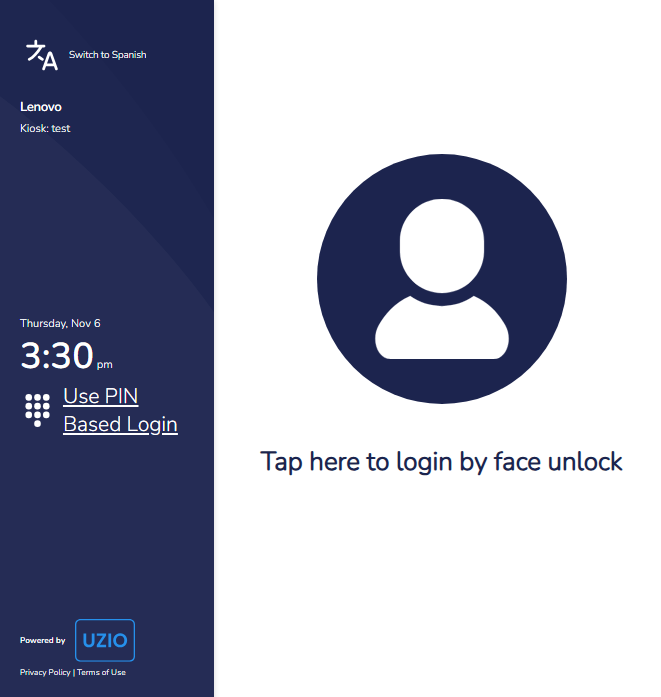 Switch to Spanish
Lenovo
Kiosk: test
Thursday, Nov 6
3:30 pm
Use PIN
Based Login
Tap here to login by face unlock
Powered by UZIO
Privacy Policy | Terms of Use